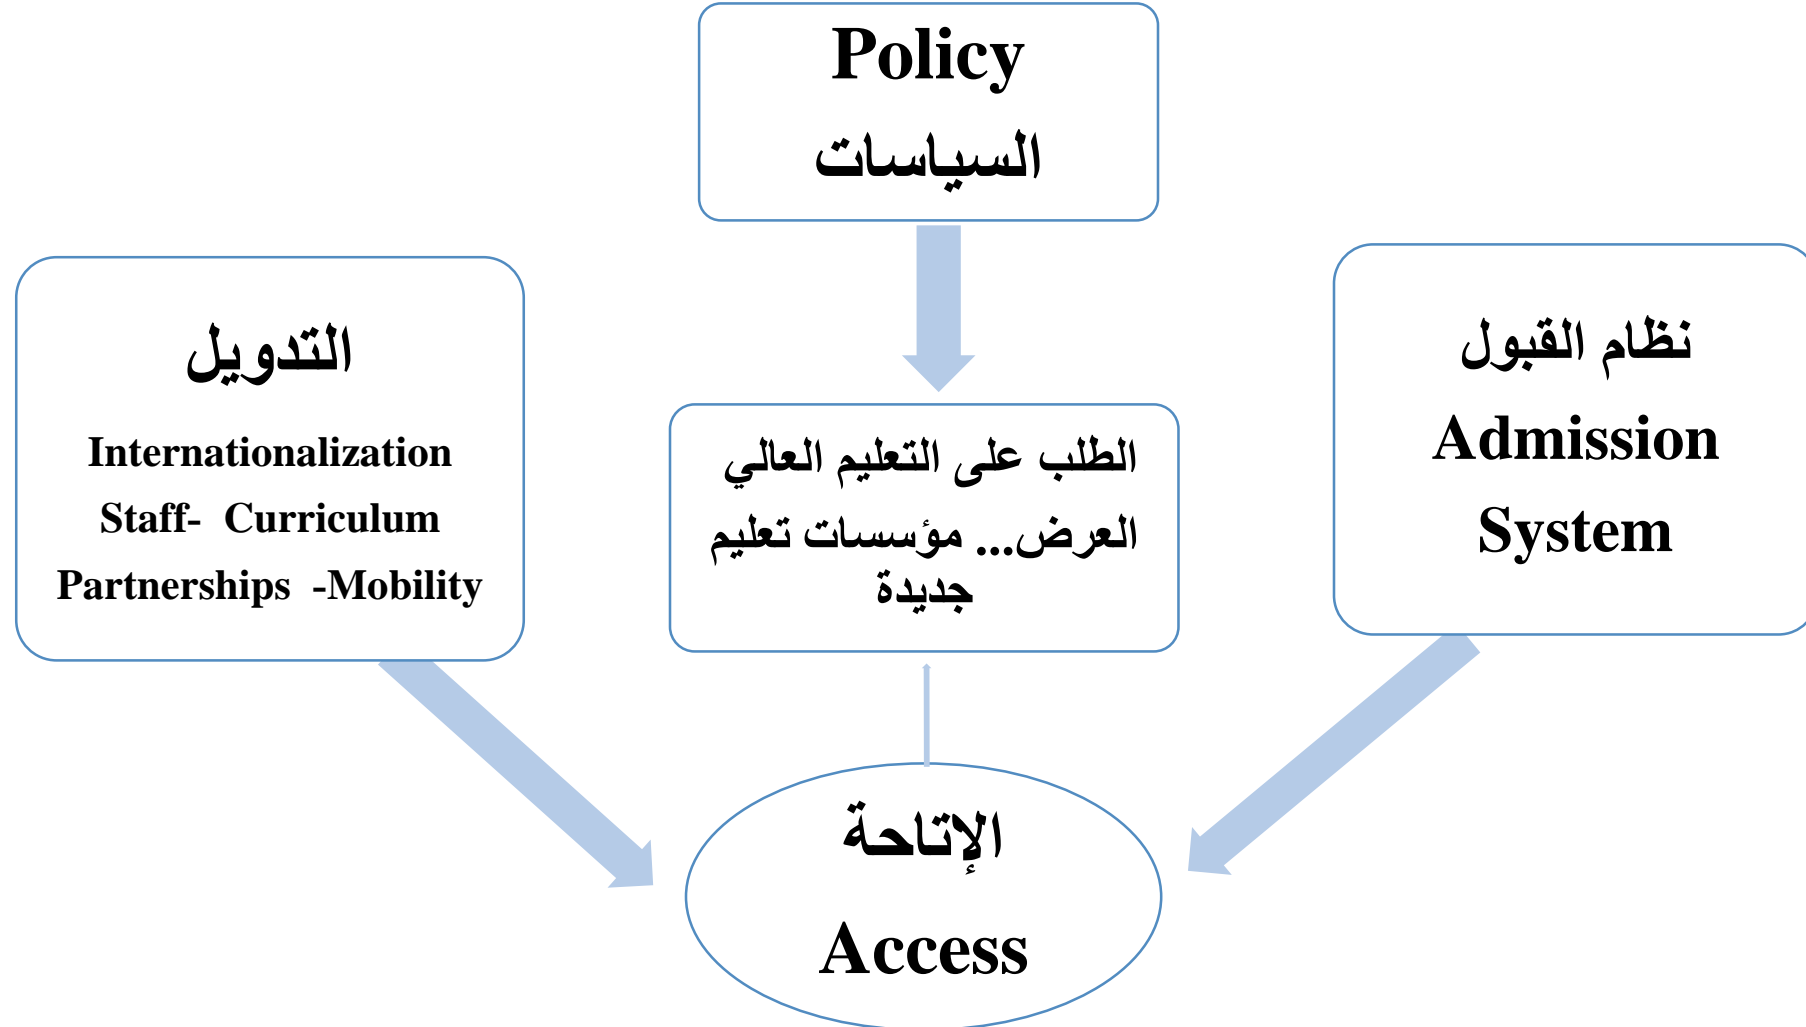 Policy
السياسات
التدويل
Internationalization
Staff- Curriculum
Partnerships -Mobility
الطلب على التعليم العالي
العرض... مؤسسات تعليم
جديدة
نظام القبول
Admission
System
الإتاحة
Access